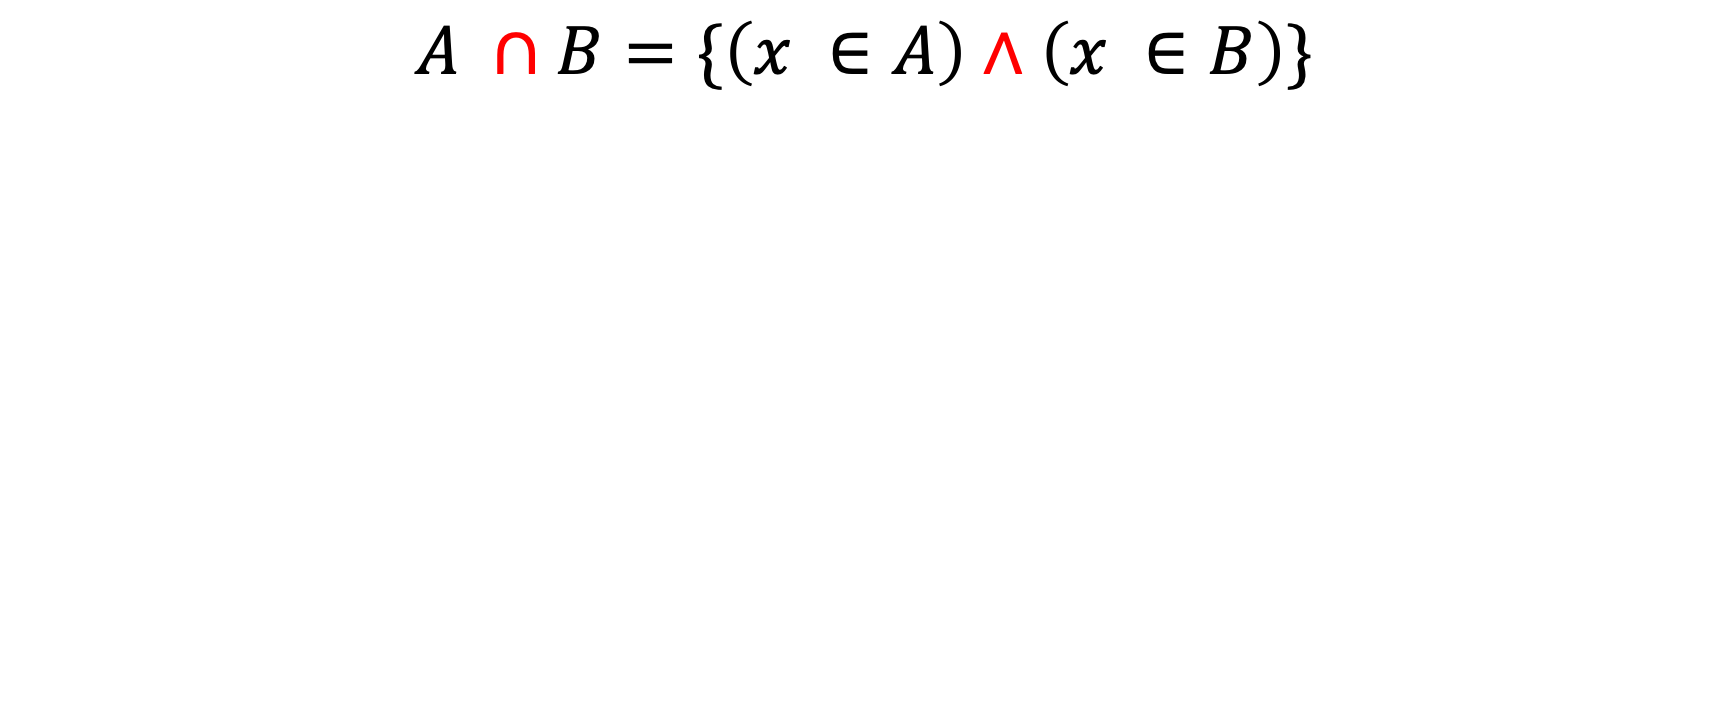 A ∩ B = {(x ∈ A) ∧ (x ∈ B)}